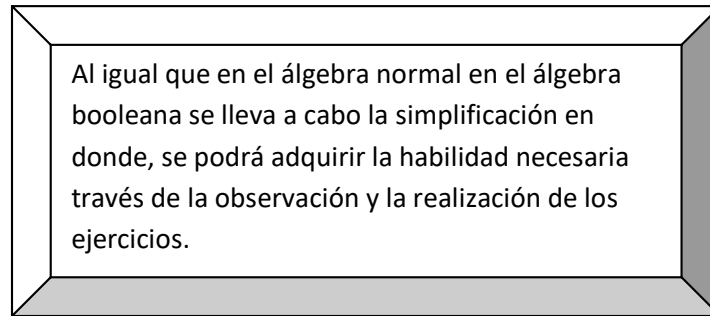 Al igual que en el álgebra normal en el álgebra
booleana se lleva a cabo la simplificación en
donde, se podrá adquirir la habilidad necesaria
través de la observación y la realización de los
ejercicios.